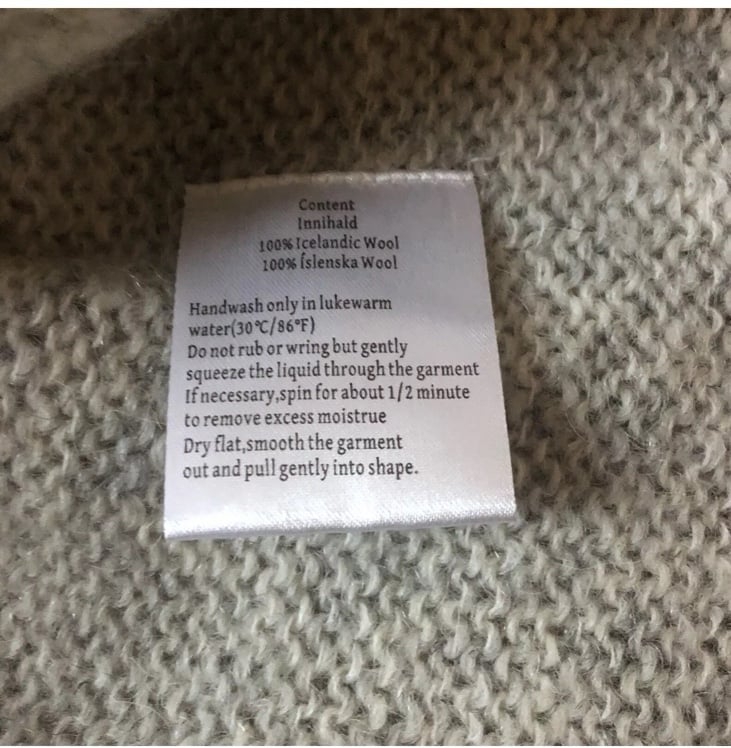 Content
Innihald
100% Icelandic Wool
100% Íslenska Wool
Handwash only in lukewarm
water(30°C/86°F)
Do not rub or wring but gently
squeeze the liquid through the garment
If necessary,spin for about 1/2 minute
to remove excess moistrue
Dry flat,smooth the garment
out and pull gently into shape.